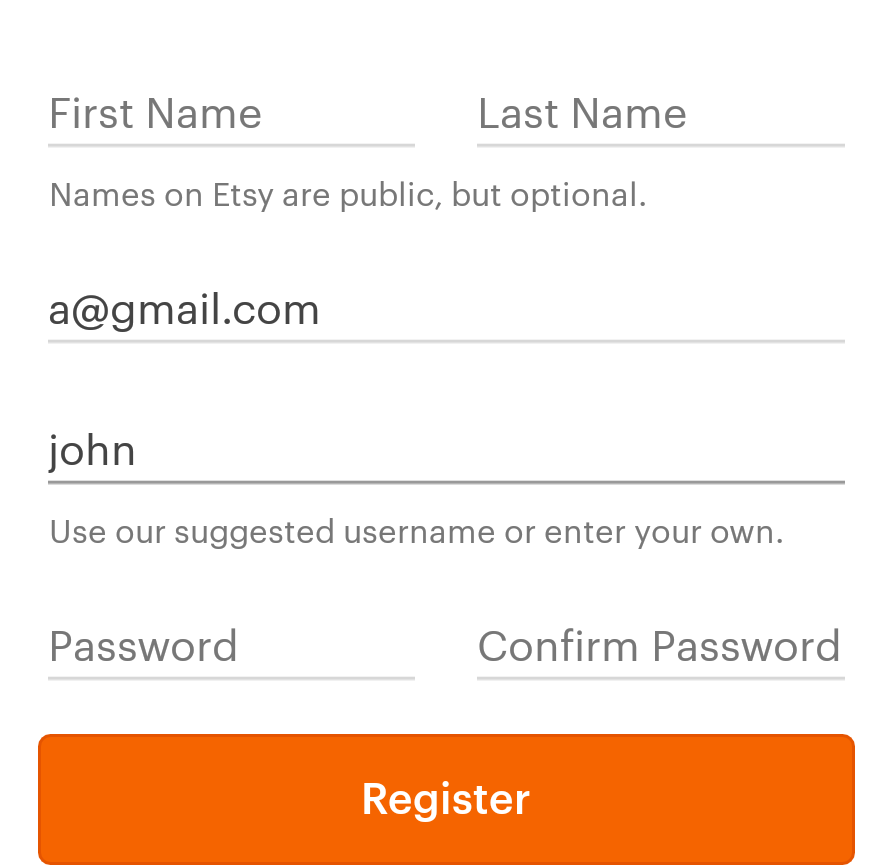 First Name Last Name
Names on Etsy are public, but optional.
a@gmail.com
john
Use our suggested username or enter your own.
Password Confirm Password
Register